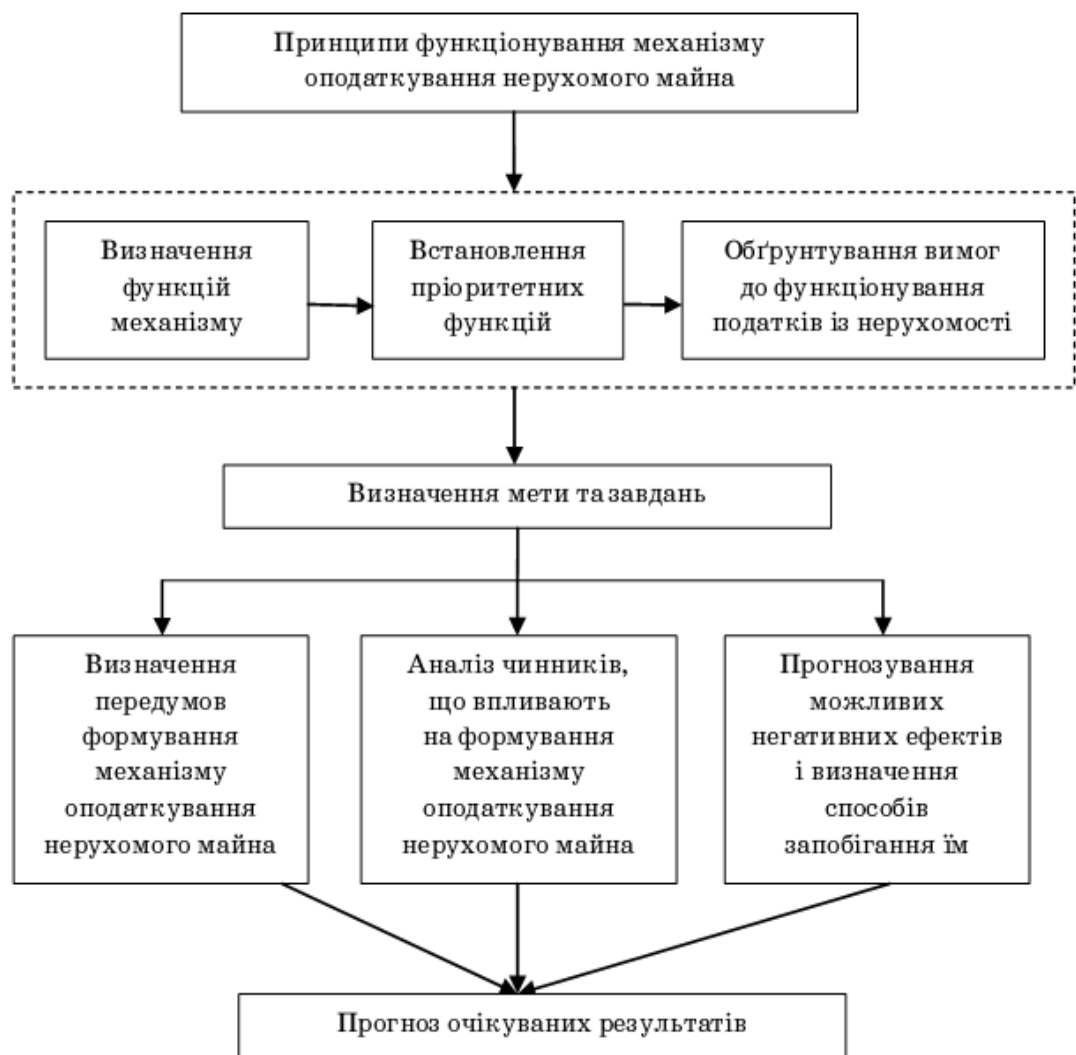 Принципи функціонування механізму
оподаткування нерухомого майна
Визначення
функцій
механізму
Встановлення
пріоритетних
функцій
Обґрунтування вимог
до функціонування
податків із нерухомості
Визначення мети та завдань
Визначення
передумов
формування
механізму
оподаткування
нерухомого майна
Аналіз чинників,
що впливають
на формування
механізму
оподаткування
нерухомого майна
Прогнозування
можливих
негативних ефектів
і визначення
способів
запобігання їм
Прогноз очікуваних результатів